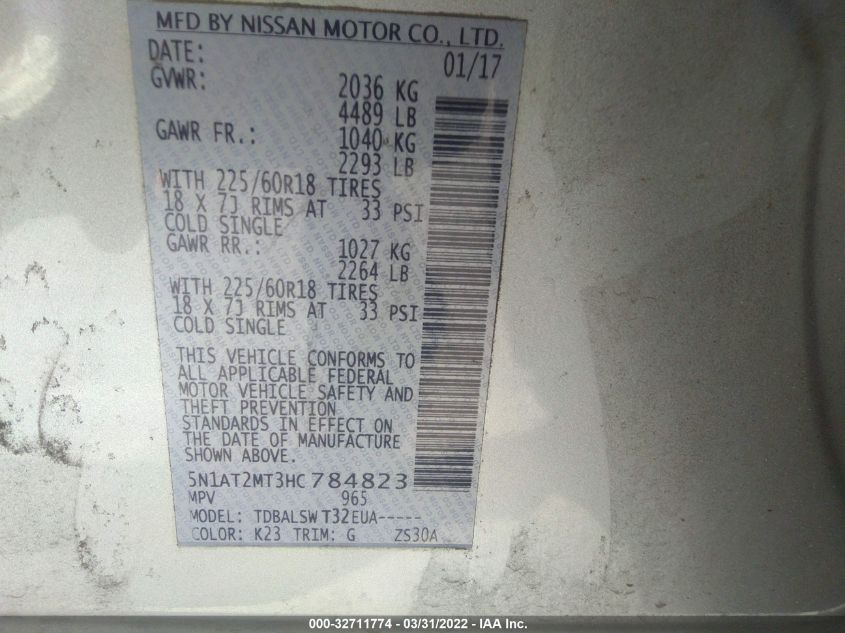 MFD BY NISSAN MOTOR CO., LTD.
DATE: 01/17
GVWR: 2036 KG
4489 LB
GAWR FR.: 1040 KG
2293 LB
WITH 225/60R18 TIRES
18 X 7J RIMS AT 33 PSI
COLD SINGLE
GAWR RR.: 1027 KG
2264 LB
WITH 225/60R18 TIRES
18 X 7J RIMS AT 33 PSI
COLD SINGLE
THIS VEHICLE CONFORMS TO
ALL APPLICABLE FEDERAL
MOTOR VEHICLE SAFETY AND
THEFT PREVENTION
STANDARDS IN EFFECT ON
THE DATE OF MANUFACTURE
SHOWN ABOVE.
5N1AT2MT3HC784823
MPV 965
MODEL: TDBALSW T32EUA-----
COLOR: K23 TRIM: G ZS30A
000-32711774 - 03/31/2022 - IAA Inc.